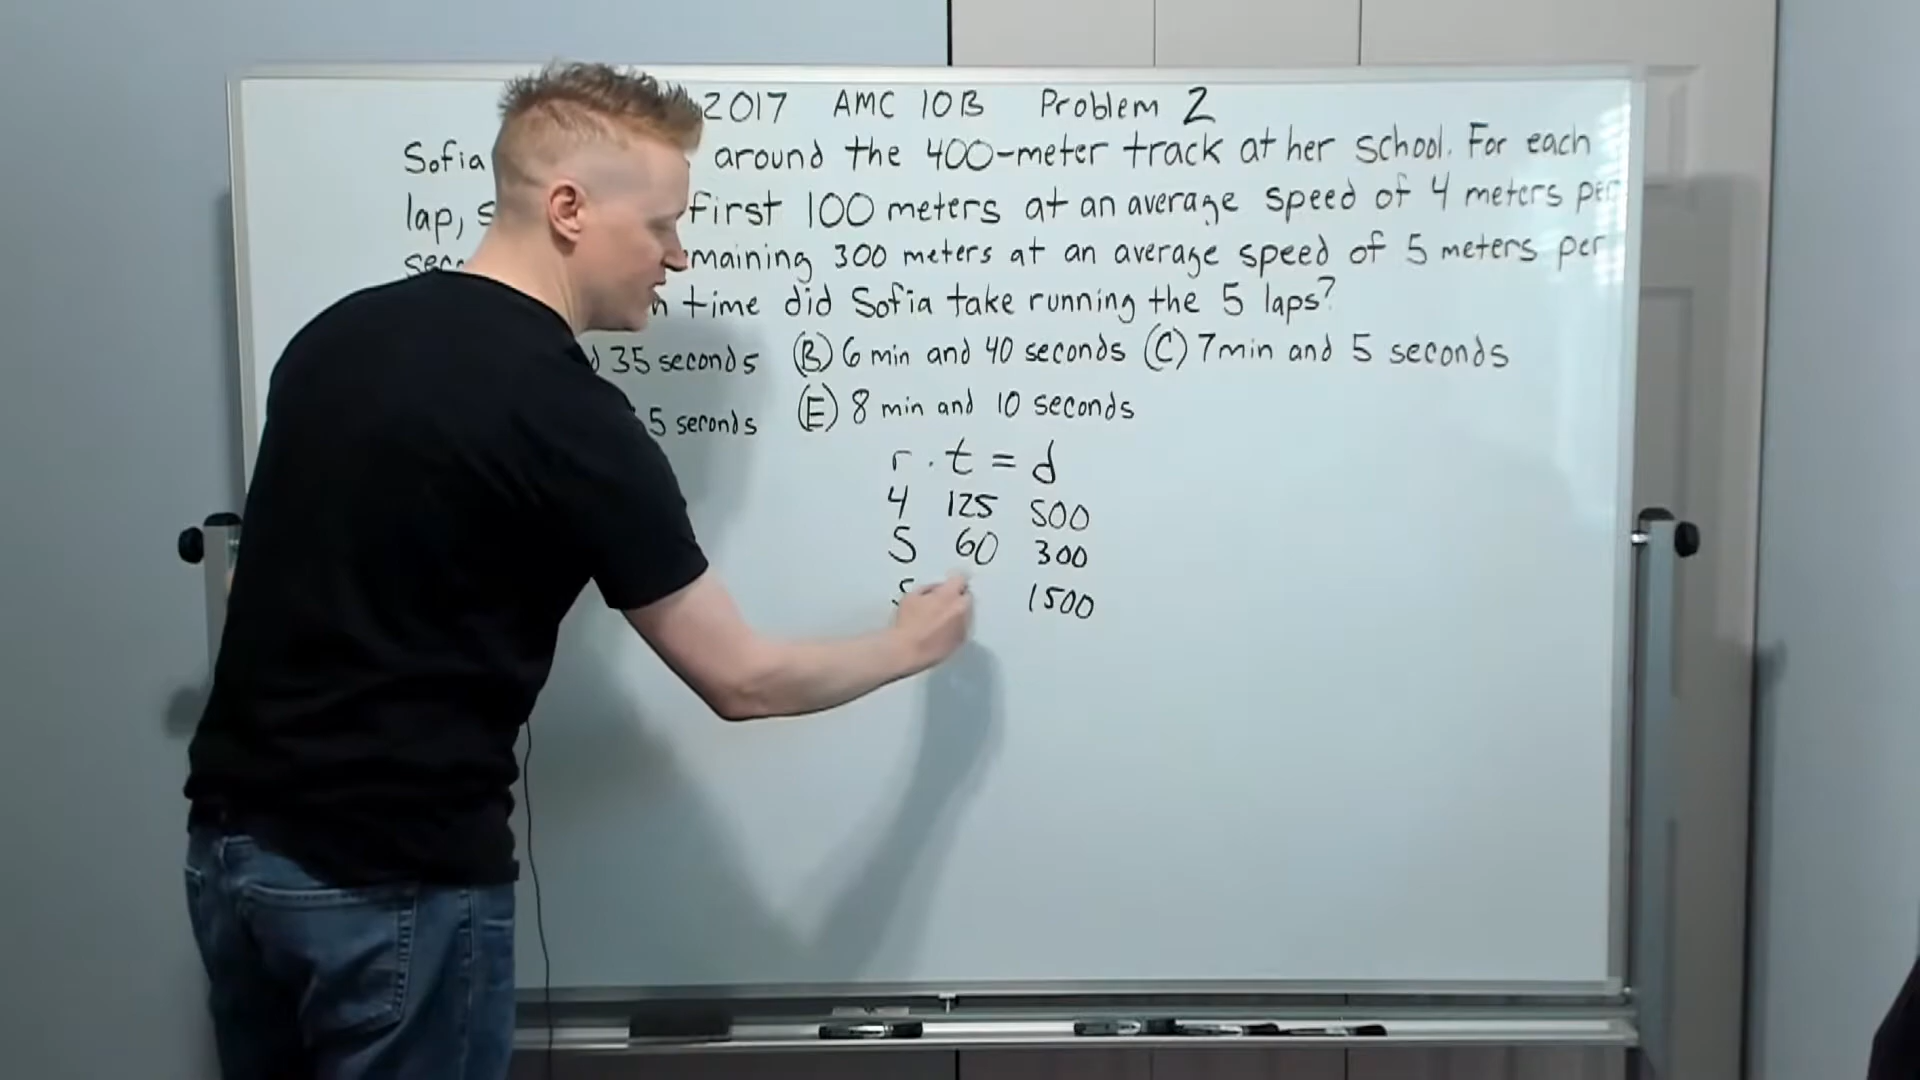 2017 AMC 10B Problem 2
Sofia around the 400-meter track at her school. For each
lap, first 100 meters at an average speed of 4 meters per
300 meters at an average speed of 5 meters per
time did Sofia take running the 5 laps?
35 seconds (B) 6 min and 40 seconds (C) 7 min and 5 seconds
5 seconds (E) 8 min and 10 seconds
r . t = d
4 125 500
5 60 300
5 1500